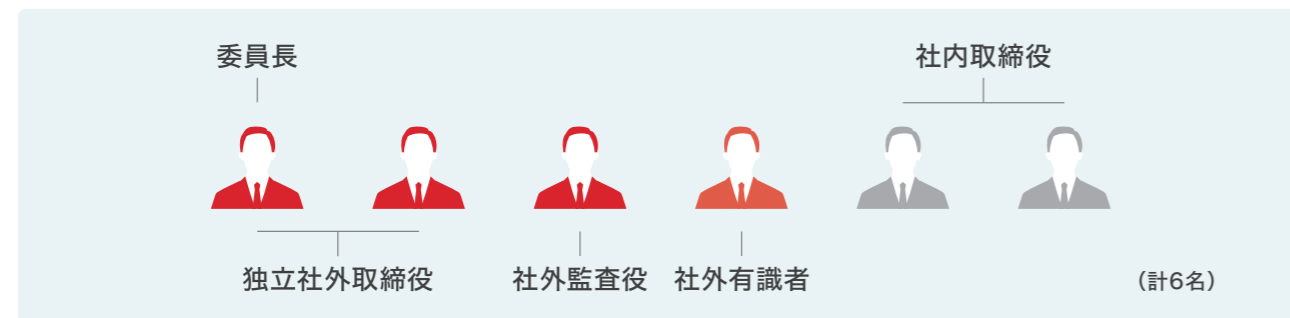 委員長
社内取締役
独立社外取締役
社外監査役
社外有識者
（計6名）